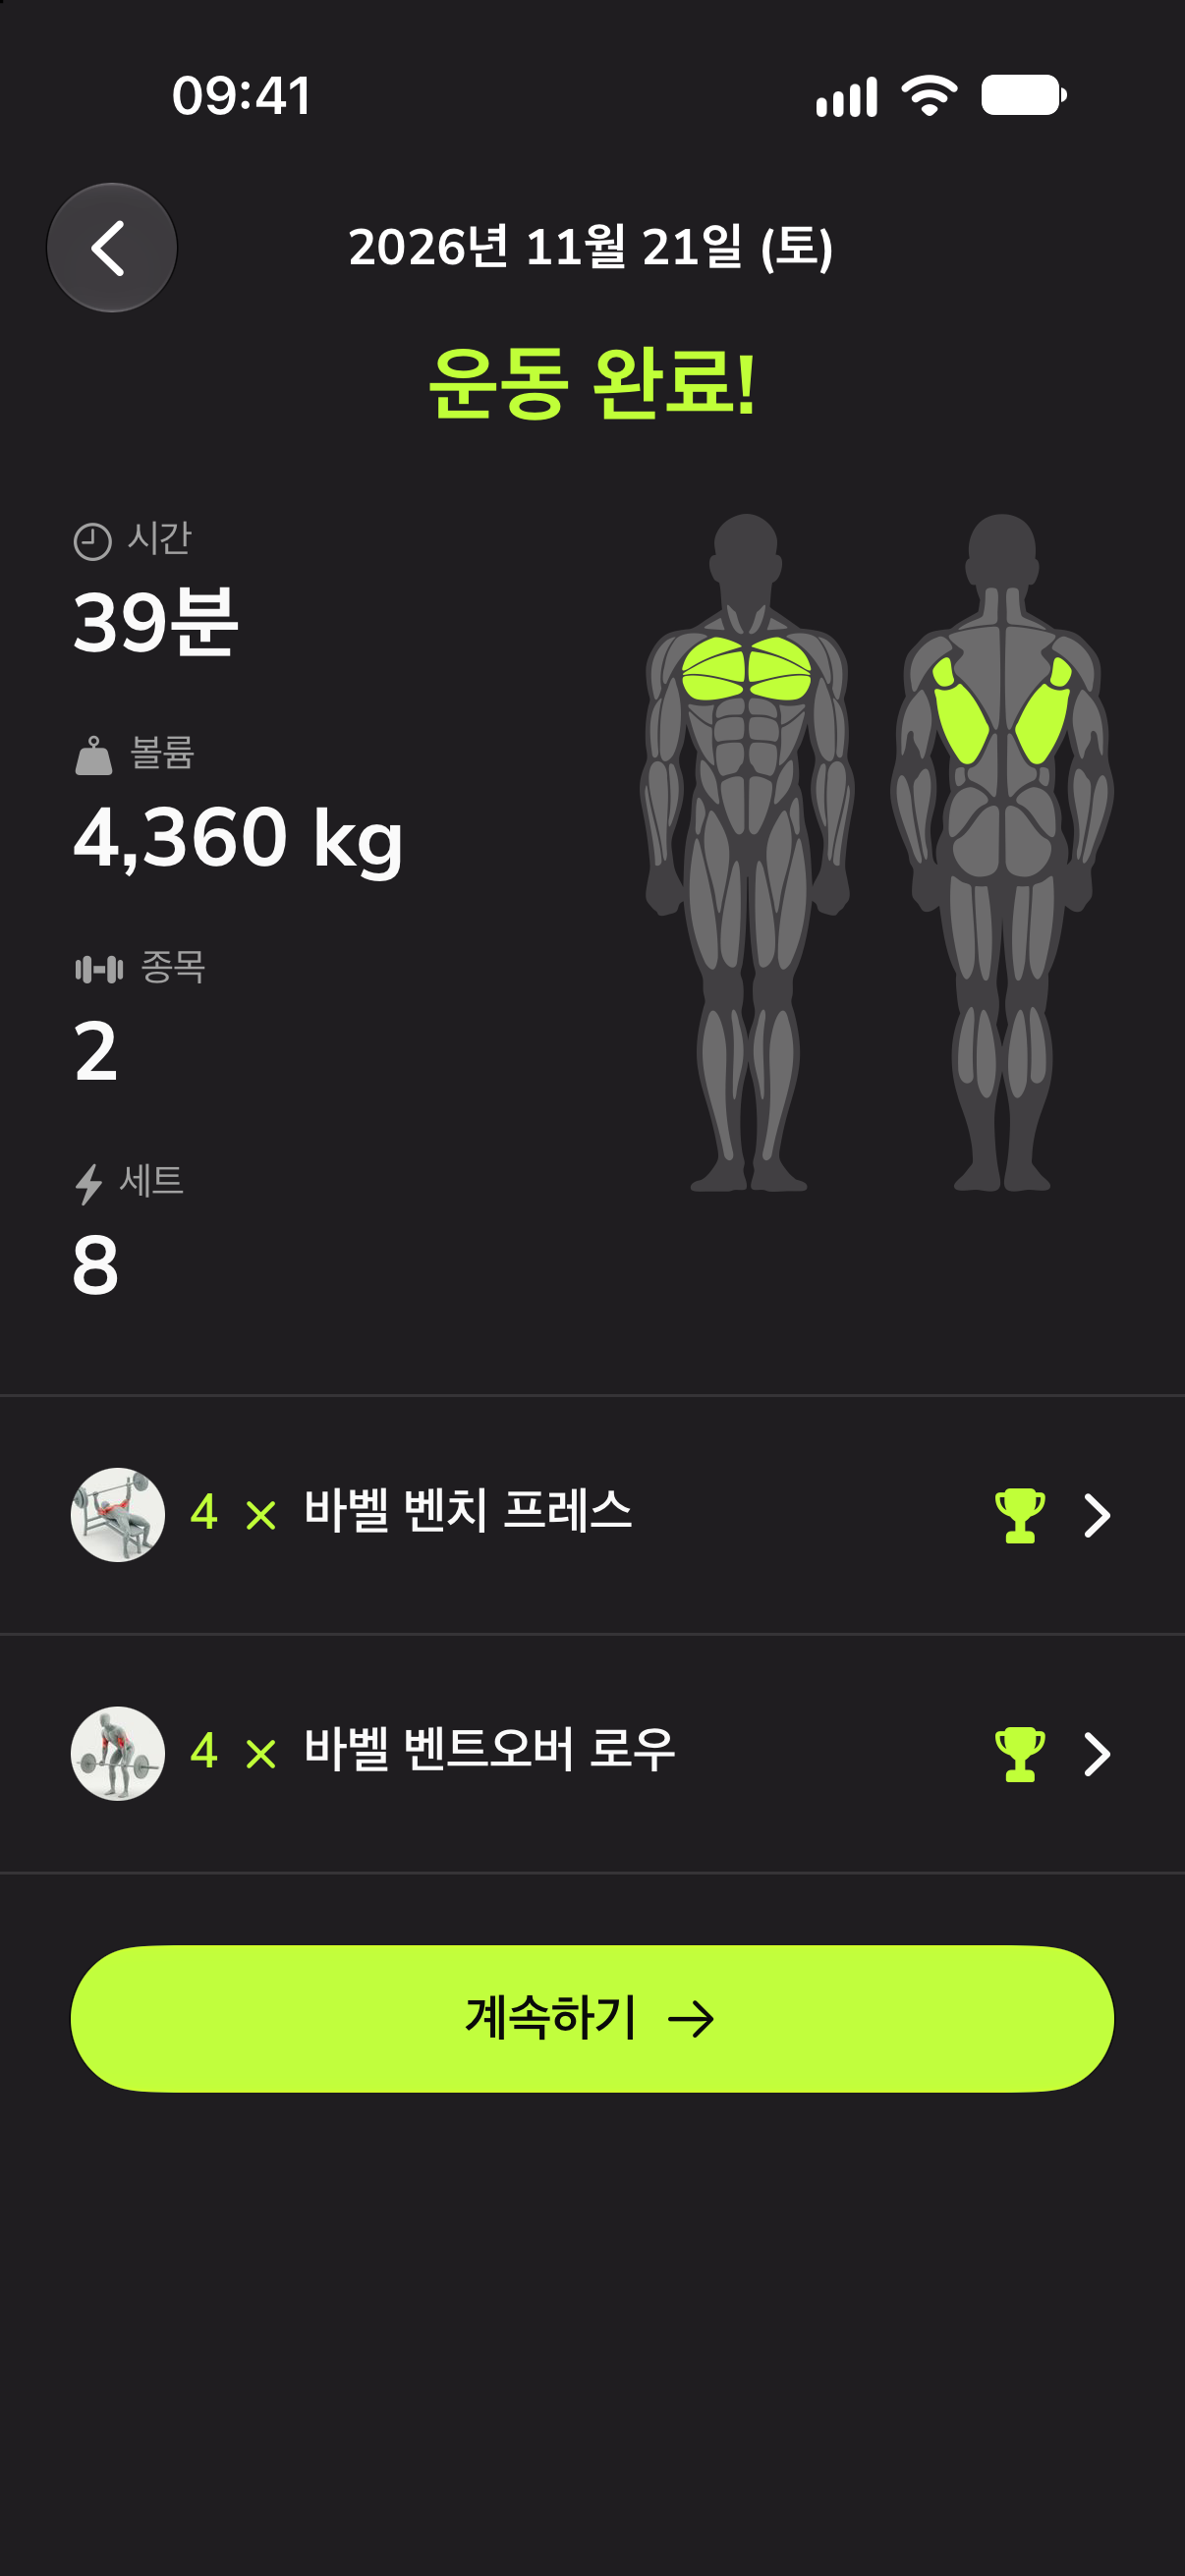 09:41
2026년 11월 21일 (토)
운동 완료!
시간
39분
볼륨
4,360 kg
종목
2
세트
8
4 × 바벨 벤치 프레스
4 × 바벨 벤트오버 로우
계속하기 →